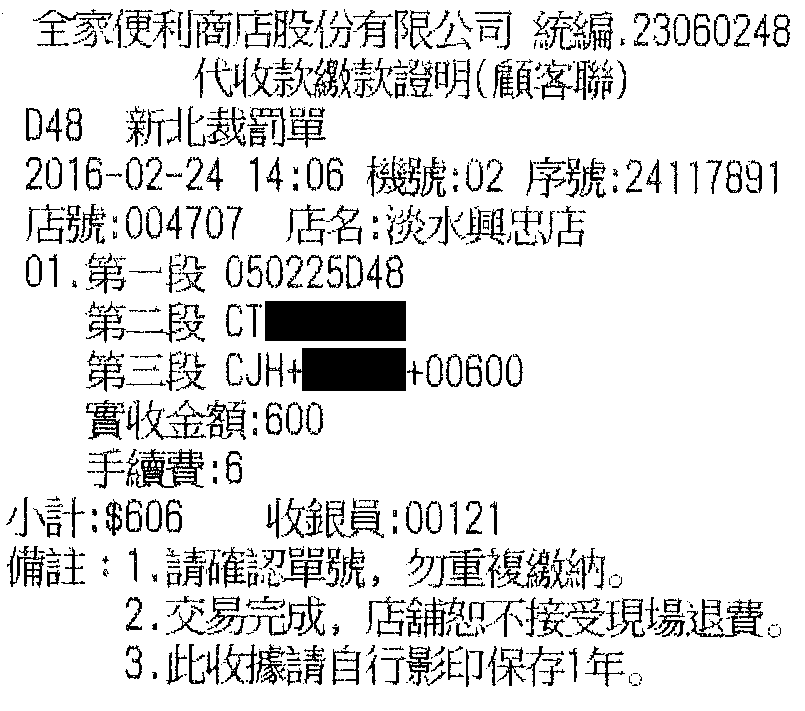 全家便利商店股份有限公司 統編.23060248
代收款繳款證明(顧客聯)
D48 新北裁罰單
2016-02-24 14:06 機號:02 序號:24117891
店號:004707 店名:淡水興忠店
01.第一段 050225D48
第二段 CT
第三段 CJH+ +00600
實收金額:600
手續費:6
小計:$606 收銀員:00121
備註：1.請確認單號，勿重複繳納。
2.交易完成，店舖恕不接受現場退費。
3.此收據請自行影印保存1年。